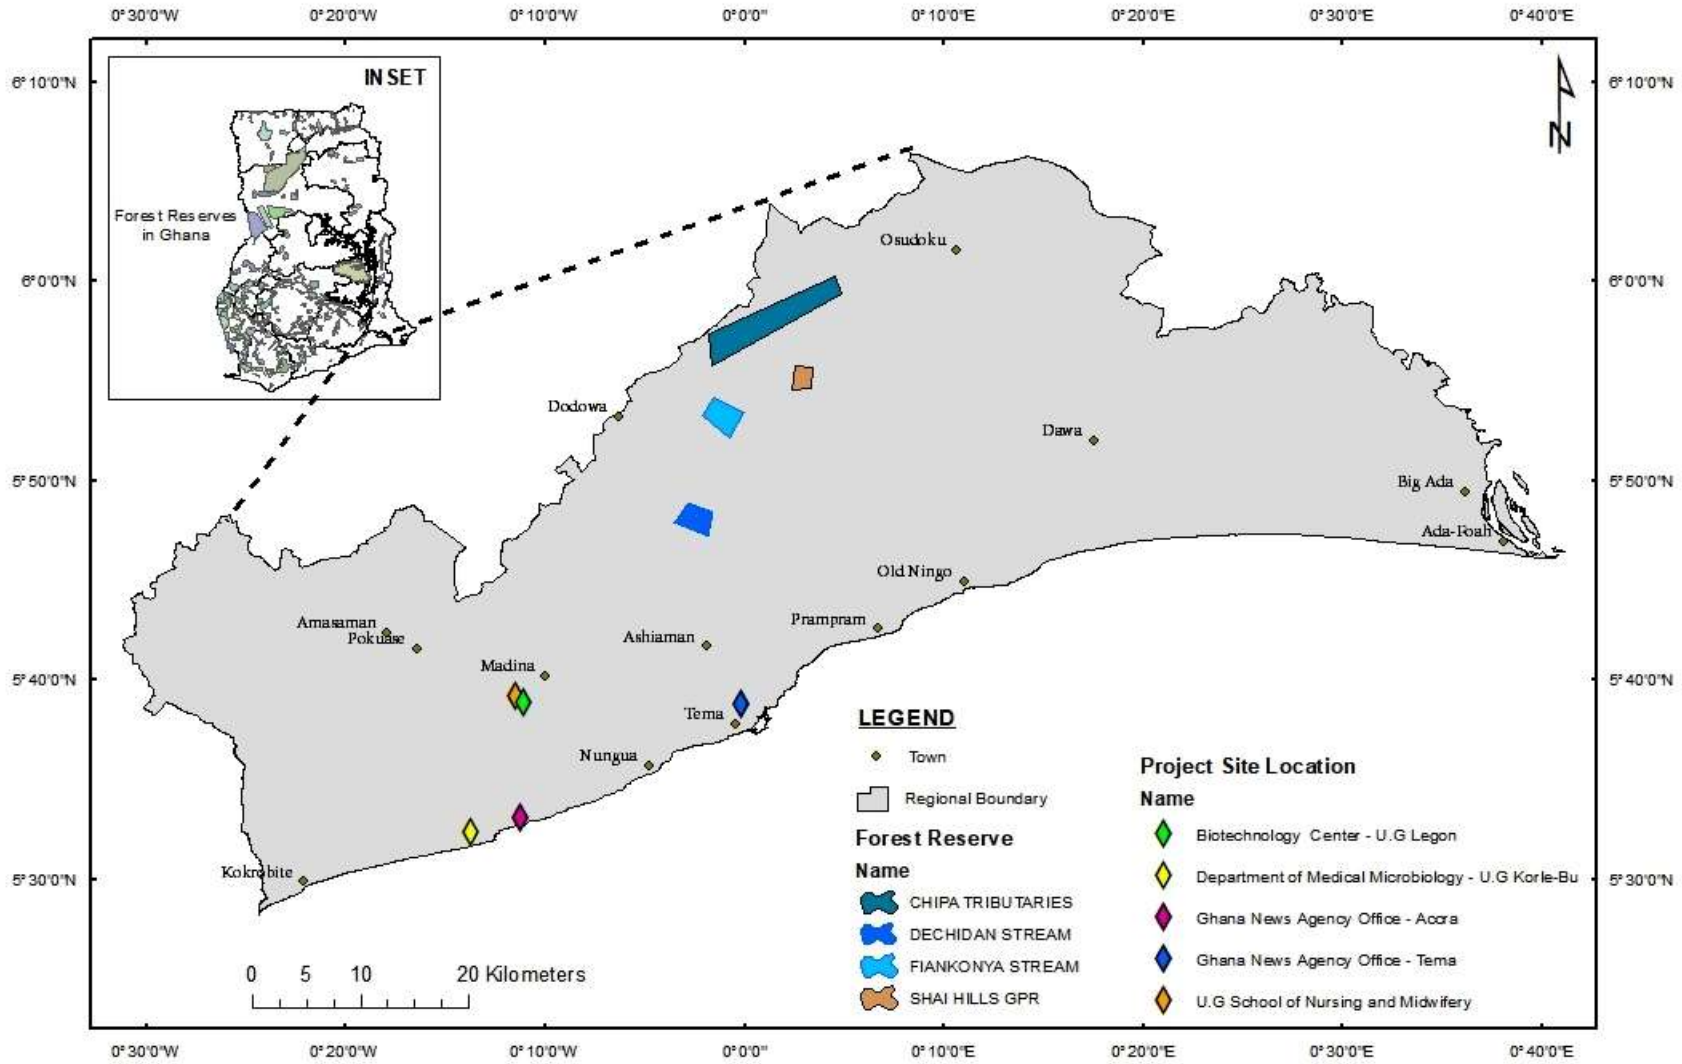 0°30'0"W 0°20'0"W 0°10'0"W 0°0'0" 0°10'0"E 0°20'0"E 0°30'0"E 0°40'0"E
6°10'0"N
6°10'0"N
INSET
N
Forest Reserves
in Ghana
Osudoku
6°0'0"N
6°0'0"N
Dodowa
Dawa
5°50'0"N
Big Ada
5°50'0"N
Ada-Foah
Old Ningo
Amasaman
Prampram
Pokuase
Ashiaman
Madina
5°40'0"N
5°40'0"N
Tema
Nungua
Kokrobite
5°30'0"N
5°30'0"N
LEGEND
Town
Regional Boundary
Forest Reserve
Name
CHIPA TRIBUTARIES
DECHIDAN STREAM
FIANKONYA STREAM
SHAI HILLS GPR
Project Site Location
Name
Biotechnology Center - U.G Legon
Department of Medical Microbiology - U.G Korle-Bu
Ghana News Agency Office - Accra
Ghana News Agency Office - Tema
U.G School of Nursing and Midwifery
0 5 10 20 Kilometers
0°30'0"W 0°20'0"W 0°10'0"W 0°0'0" 0°10'0"E 0°20'0"E 0°30'0"E 0°40'0"E